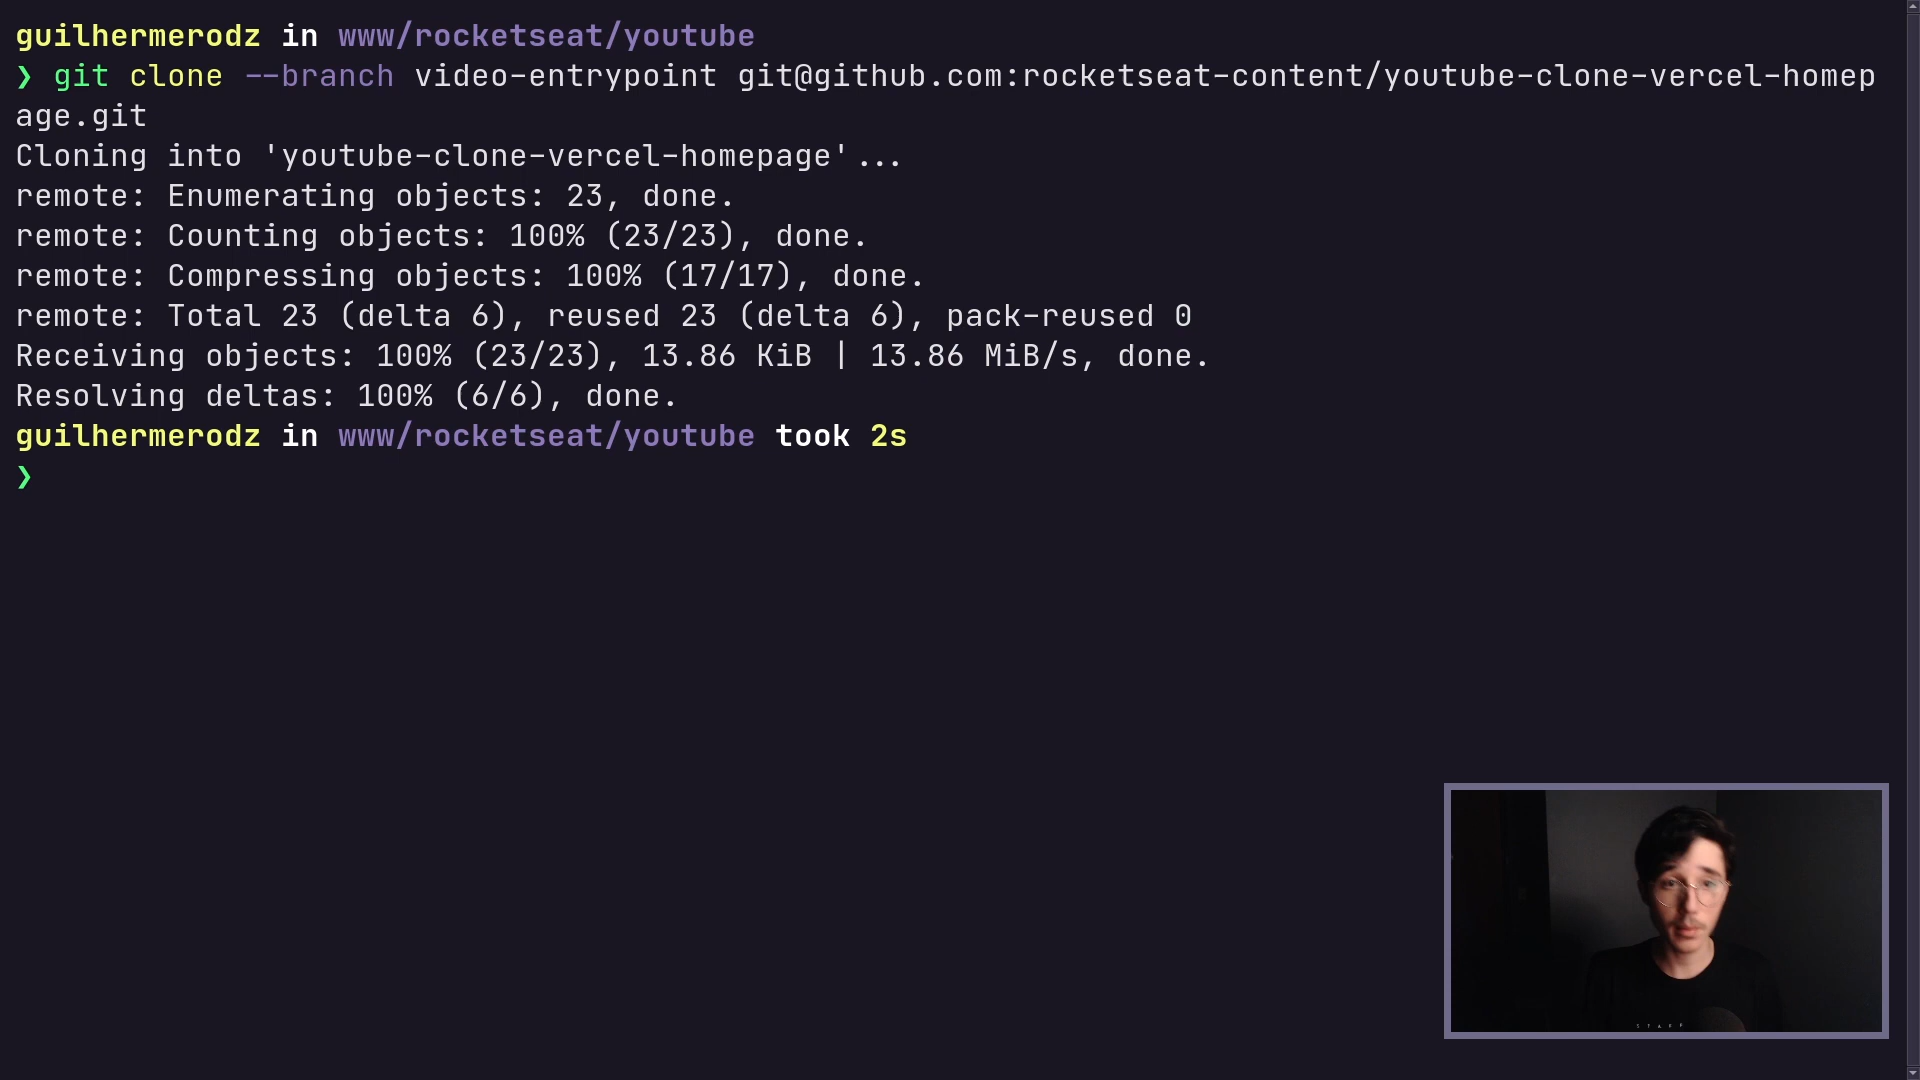 guilhermerodz in www/rocketseat/youtube
❯ git clone --branch video-entrypoint git@github.com:rocketseat-content/youtube-clone-vercel-homep
age.git
Cloning into 'youtube-clone-vercel-homepage'...
remote: Enumerating objects: 23, done.
remote: Counting objects: 100% (23/23), done.
remote: Compressing objects: 100% (17/17), done.
remote: Total 23 (delta 6), reused 23 (delta 6), pack-reused 0
Receiving objects: 100% (23/23), 13.86 KiB | 13.86 MiB/s, done.
Resolving deltas: 100% (6/6), done.
guilhermerodz in www/rocketseat/youtube took 2s
❯
STAFF